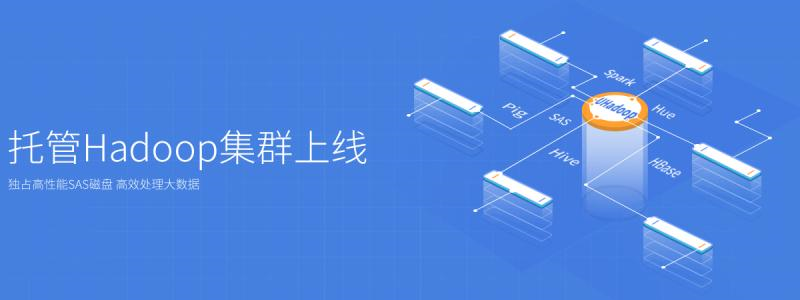 托管Hadoop集群上线
独占高性能SAS磁盘 高效处理大数据
Spark
UHadoop
Hue
Pig
SAS
Hive
HBase